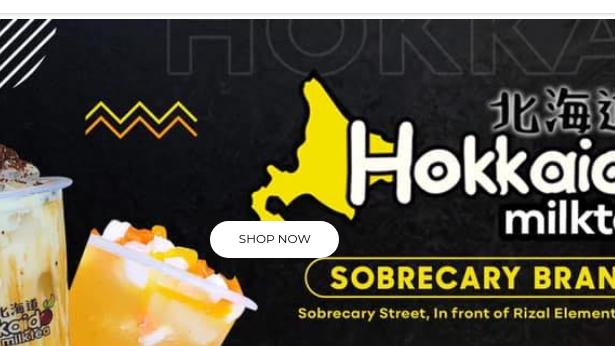 HOKKA
北海道
Hokkaid
milkt
SHOP NOW
SOBRECARY BRAN
Sobrecary Street, In front of Rizal Element
北海道
kaido
milktea